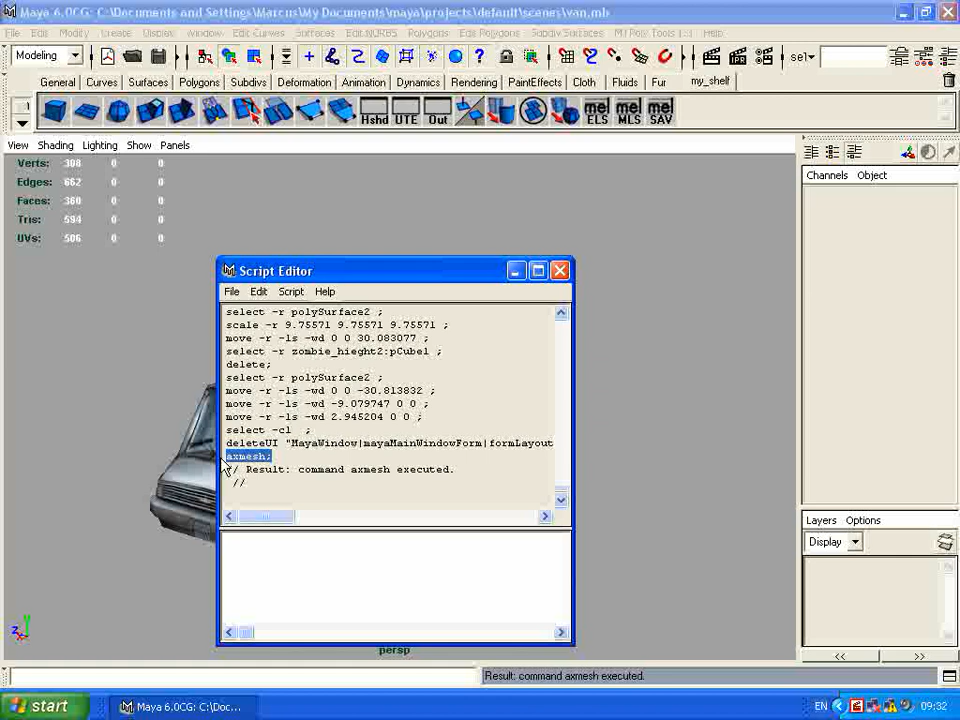 Maya 6.0CG: C:\Documents and Settings\Marcus\My Documents\maya\projects\default\scenes\van.mb
File Edit Modify Create Display Window Edit Curves Surfaces Edit NURBS Polygons Edit Polygons Subdiv Surfaces MJPoly Tools
Modeling sel
General Curves Surfaces Polygons Subdivs Deformation Animation Dynamics Rendering PaintEffects Cloth Fluids Fur my_shelf
Hshd UTE Out mel ELS mel MLS mel SAV
View Shading Lighting Show Panels
Verts: 308 0 0
Edges: 662 0 0
Faces: 360 0 0
Tris: 594 0 0
UVs: 506 0 0
Channels Object
Script Editor
File Edit Script Help
select -r polySurface2 ;
scale -r 9.75571 9.75571 9.75571 ;
move -r -ls -wd 0 0 30.083077 ;
select -r zombie_hieght2:pCube1 ;
delete;
select -r polySurface2 ;
move -r -ls -wd 0 0 -30.813832 ;
move -r -ls -wd -9.079747 0 0 ;
move -r -ls -wd 2.945204 0 0 ;
select -cl  ;
deleteUI "MayaWindow|mayaMainWindowForm|formLayout
axmesh;
// Result: command axmesh executed.
//
Layers Options
Display
y
z
persp
<< >>
Result: command axmesh executed.
start
Maya 6.0CG: C:\Doc...
EN
09:32